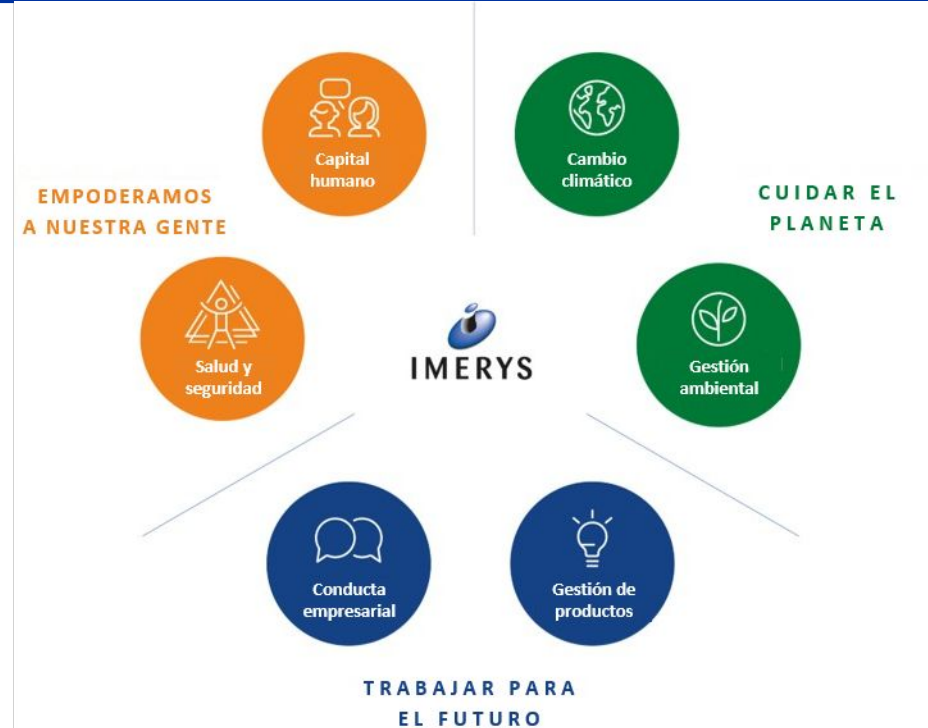 Capital
humano
Cambio
climático
EMPODERAMOS
A NUESTRA GENTE
CUIDAR EL
PLANETA
Salud y
seguridad
IMERYS
Gestión
ambiental
Conducta
empresarial
Gestión de
productos
TRABAJAR PARA
EL FUTURO